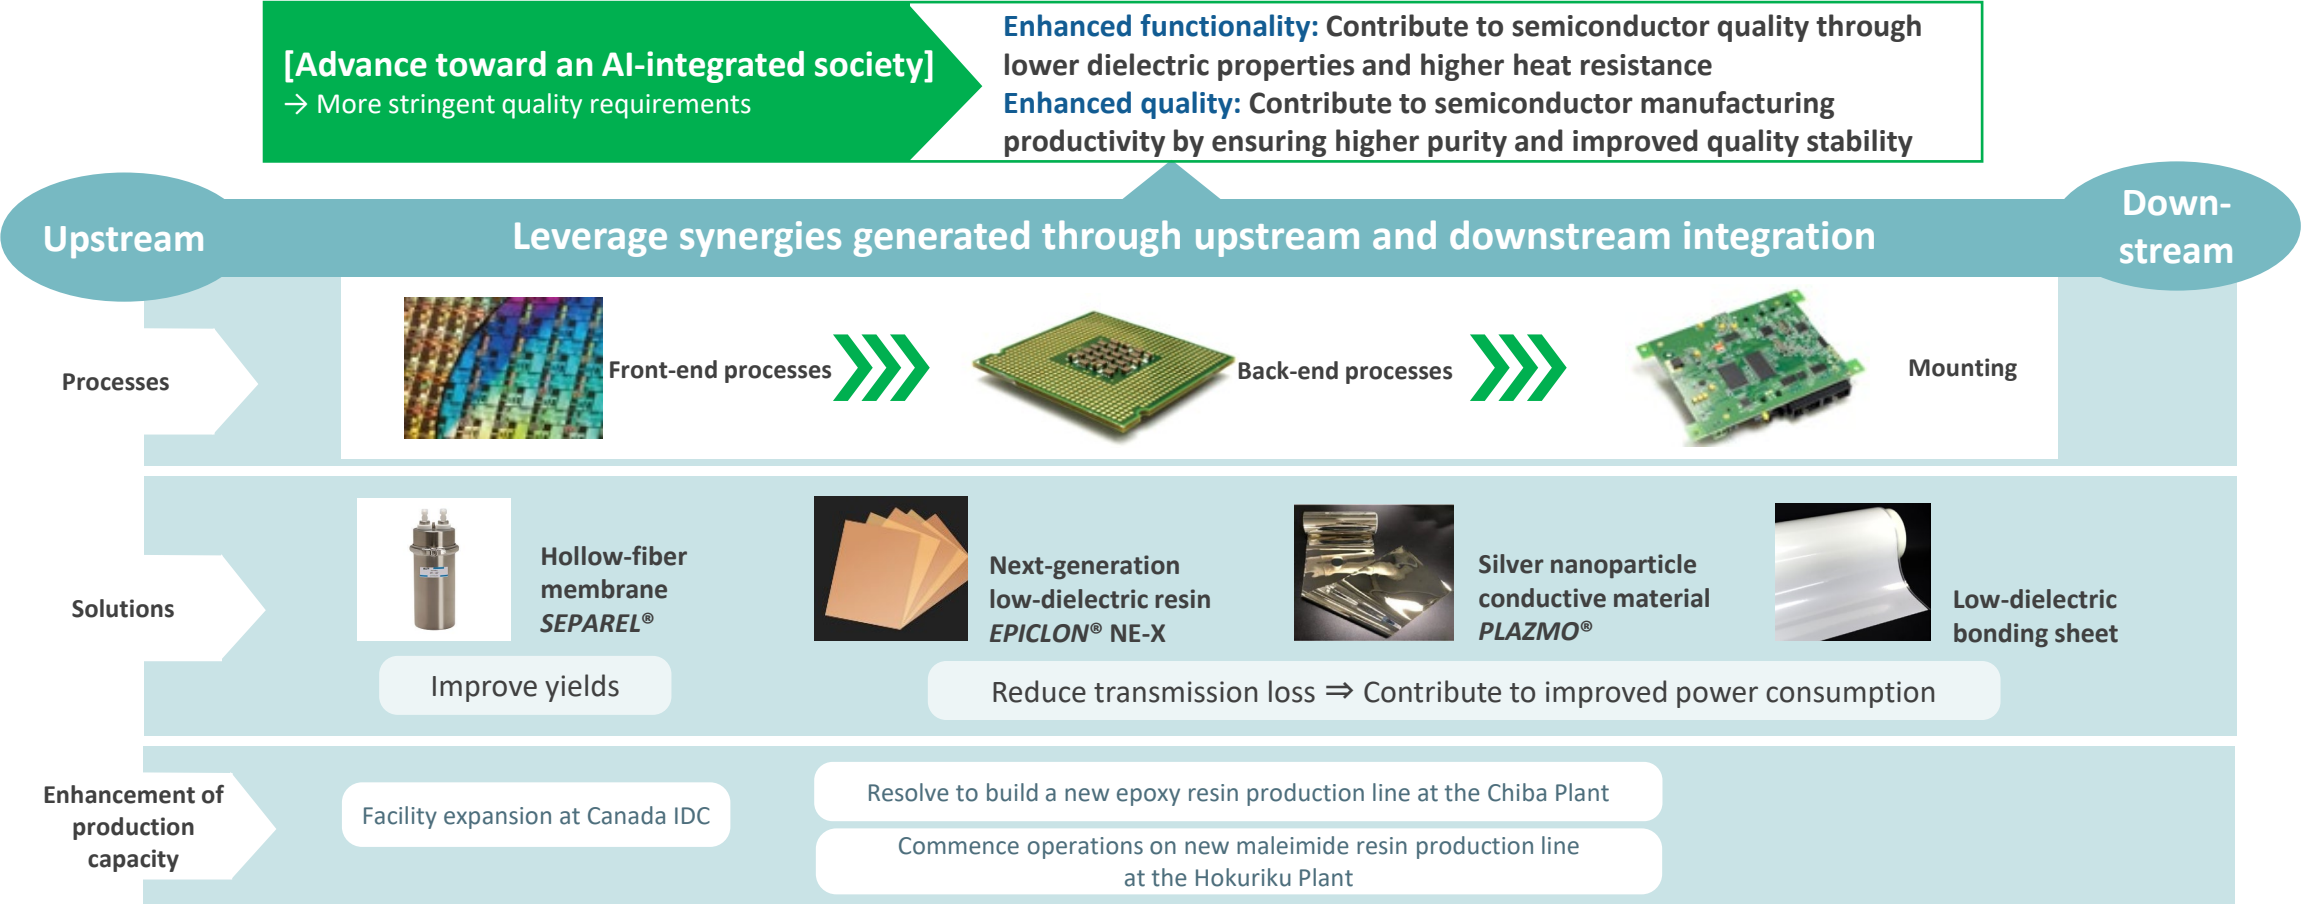 [Advance toward an AI-integrated society]
→ More stringent quality requirements
Enhanced functionality: Contribute to semiconductor quality through
lower dielectric properties and higher heat resistance
Enhanced quality: Contribute to semiconductor manufacturing
productivity by ensuring higher purity and improved quality stability
Upstream
Leverage synergies generated through upstream and downstream integration
Down-
stream
Processes
Front-end processes
Back-end processes
Mounting
Solutions
Hollow-fiber
membrane
SEPAREL®
Next-generation
low-dielectric resin
EPICLON® NE-X
Silver nanoparticle
conductive material
PLAZMO®
Low-dielectric
bonding sheet
Improve yields
Reduce transmission loss ⇒ Contribute to improved power consumption
Enhancement of
production
capacity
Facility expansion at Canada IDC
Resolve to build a new epoxy resin production line at the Chiba Plant
Commence operations on new maleimide resin production line
at the Hokuriku Plant